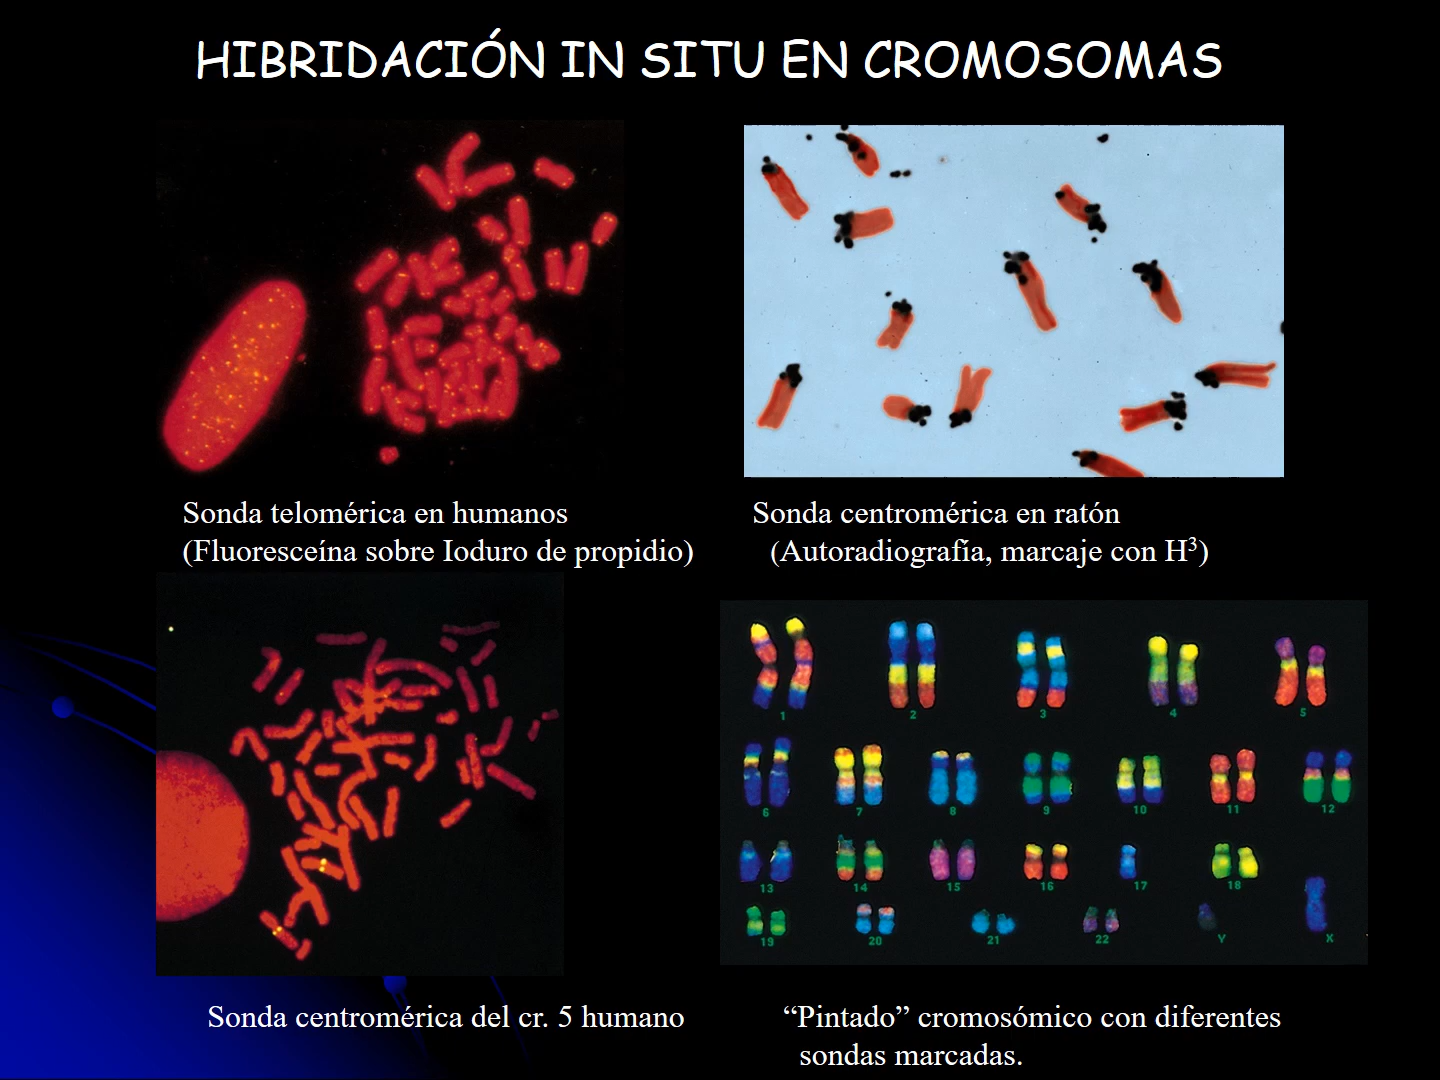 HIBRIDACIÓN IN SITU EN CROMOSOMAS
Sonda telomérica en humanos
(Fluoresceína sobre Ioduro de propidio)
Sonda centromérica en ratón
(Autoradiografía, marcaje con H³)
1 2 3 4 5
6 7 8 9 10 11 12
13 14 15 16 17 18
19 20 21 22 Y X
Sonda centromérica del cr. 5 humano
“Pintado” cromosómico con diferentes
sondas marcadas.